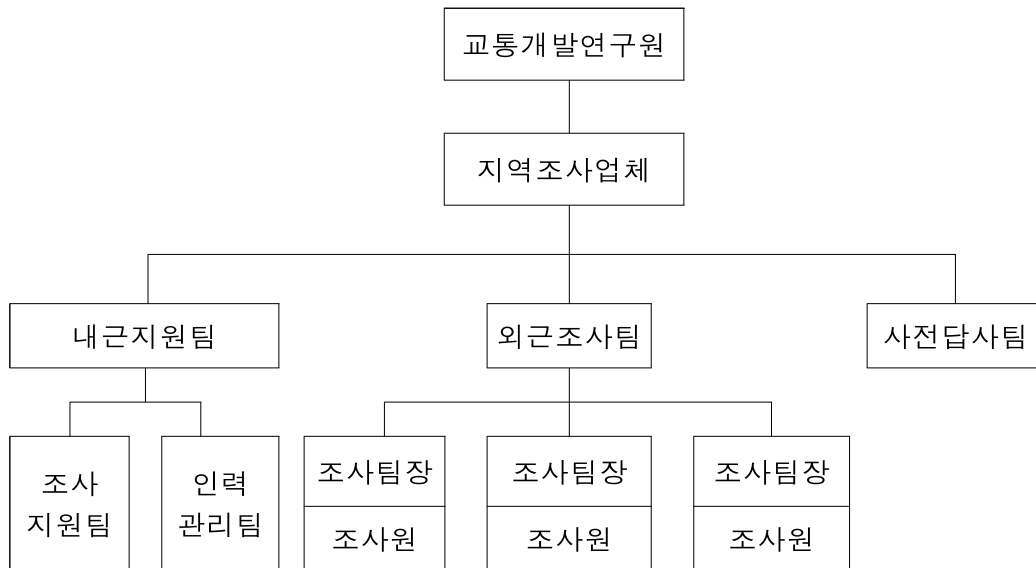 교통개발연구원
지역조사업체
내근지원팀
외근조사팀
사전답사팀
조사
지원팀
인력
관리팀
조사팀장
조사원
조사팀장
조사원
조사팀장
조사원